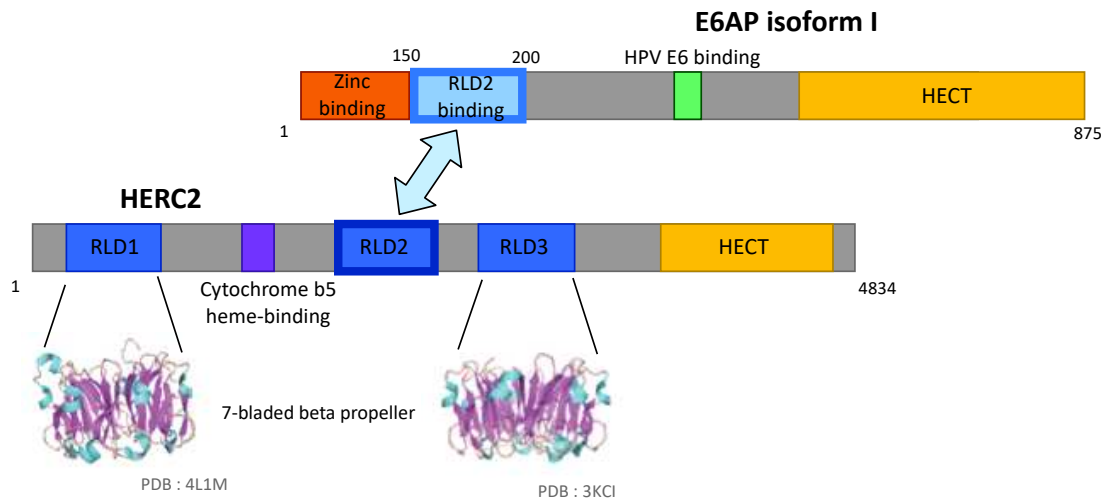 E6AP isoform I
150
200
HPV E6 binding
Zinc
binding
RLD2
binding
HECT
1
875
HERC2
RLD1
RLD2
RLD3
HECT
1
4834
Cytochrome b5
heme-binding
7-bladed beta propeller
PDB : 4L1M
PDB : 3KCI